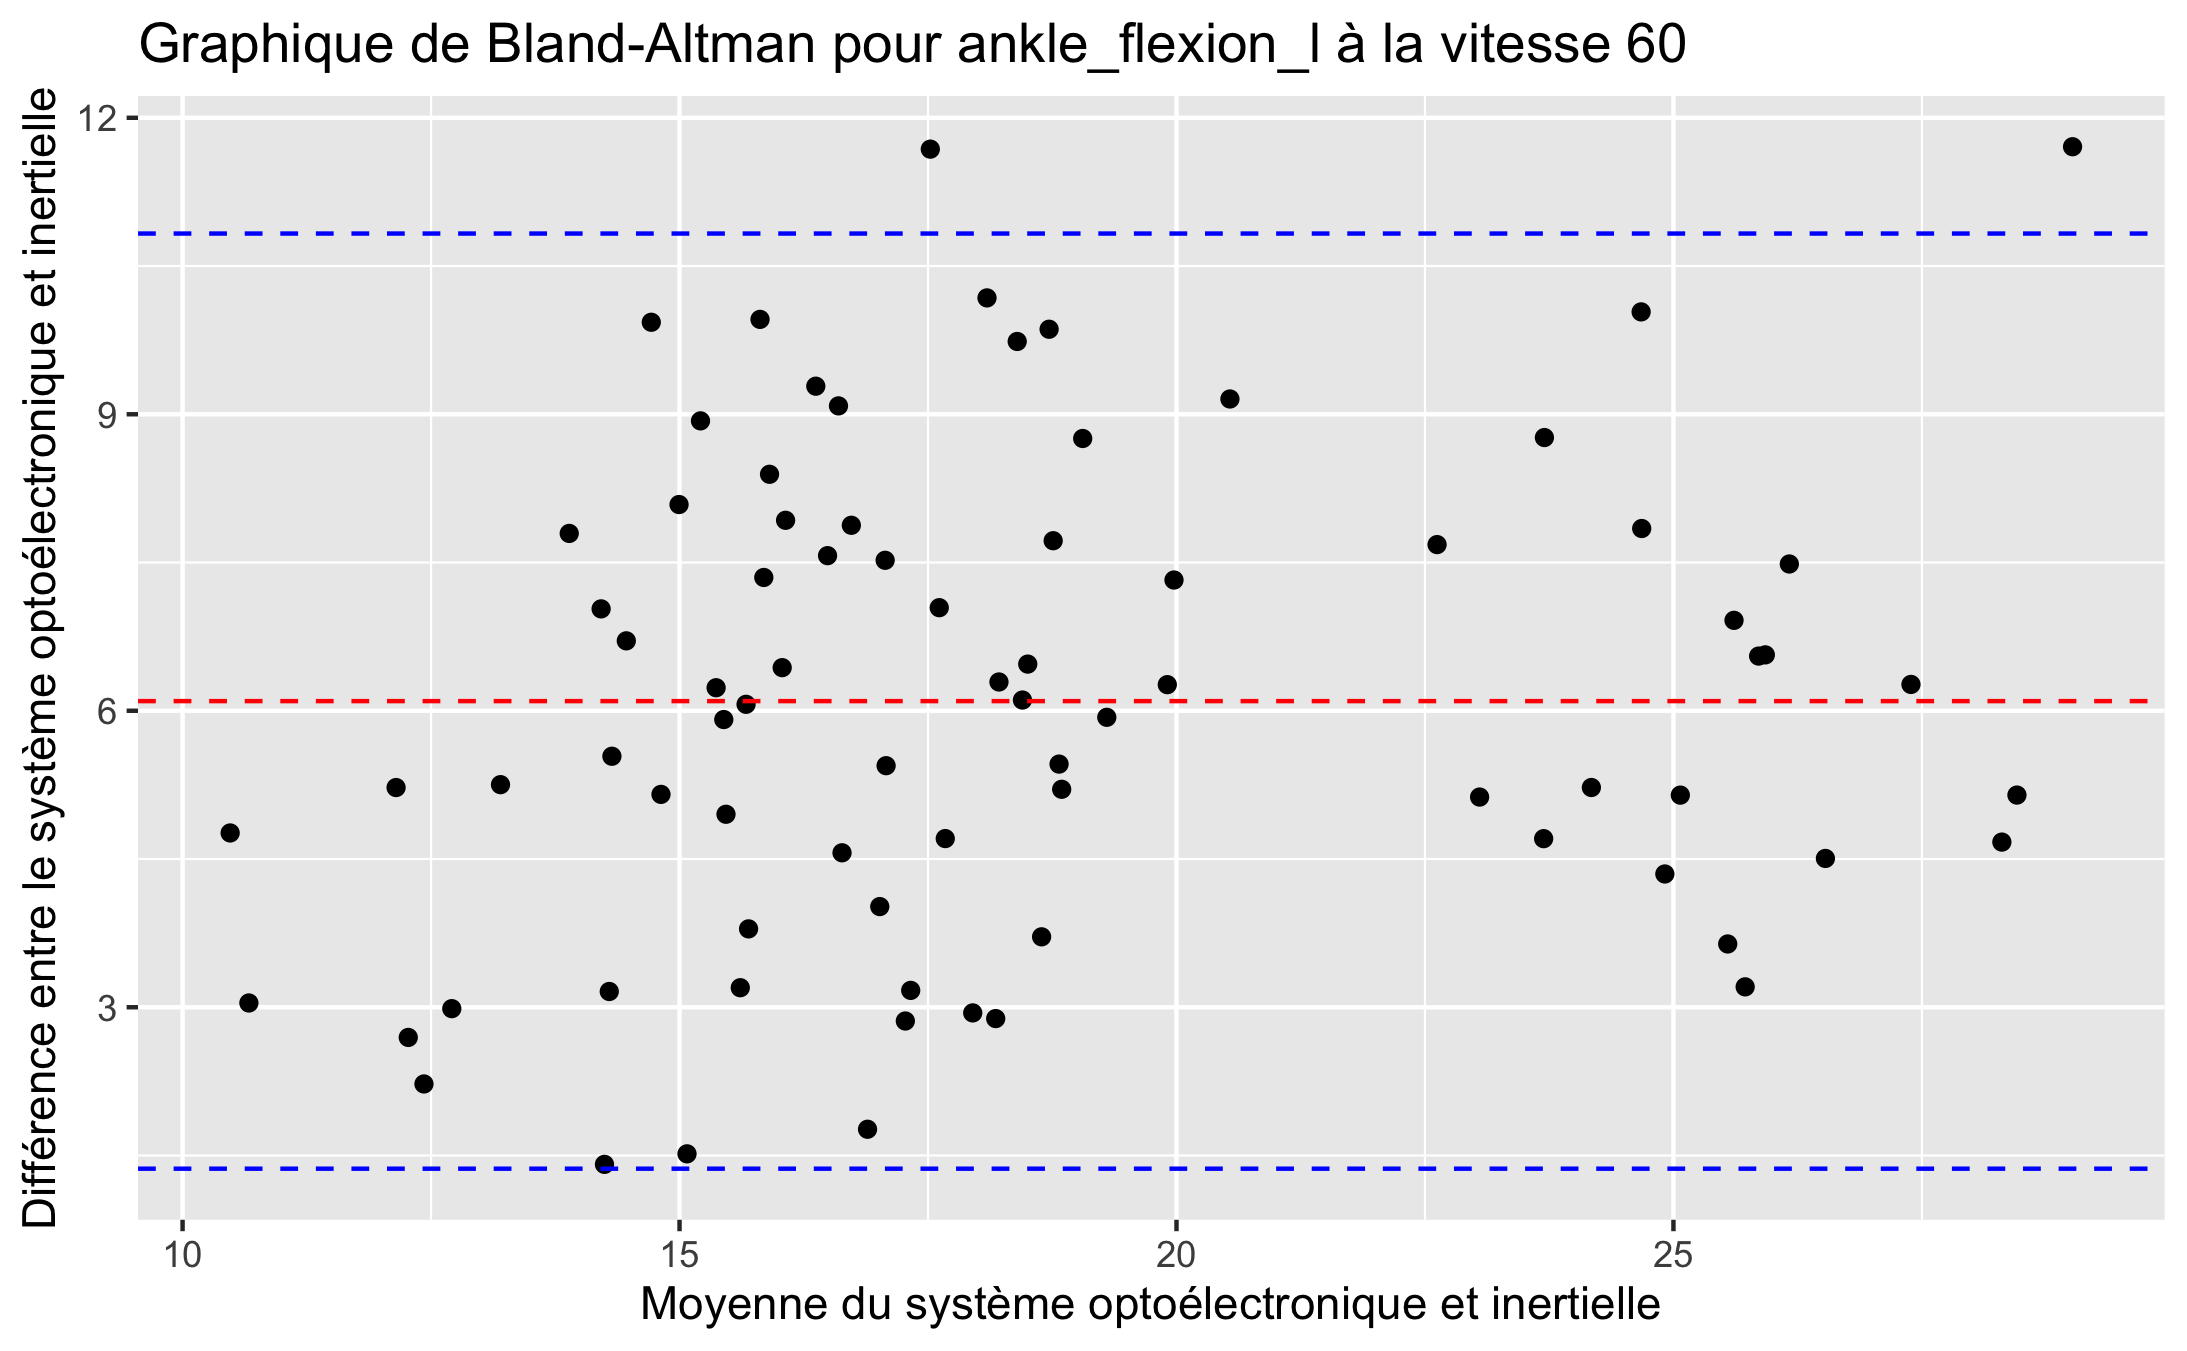 Graphique de Bland-Altman pour ankle_flexion_l à la vitesse 60
Différence entre le système optoélectronique et inertielle
12
9
6
3
10 15 20 25
Moyenne du système optoélectronique et inertielle